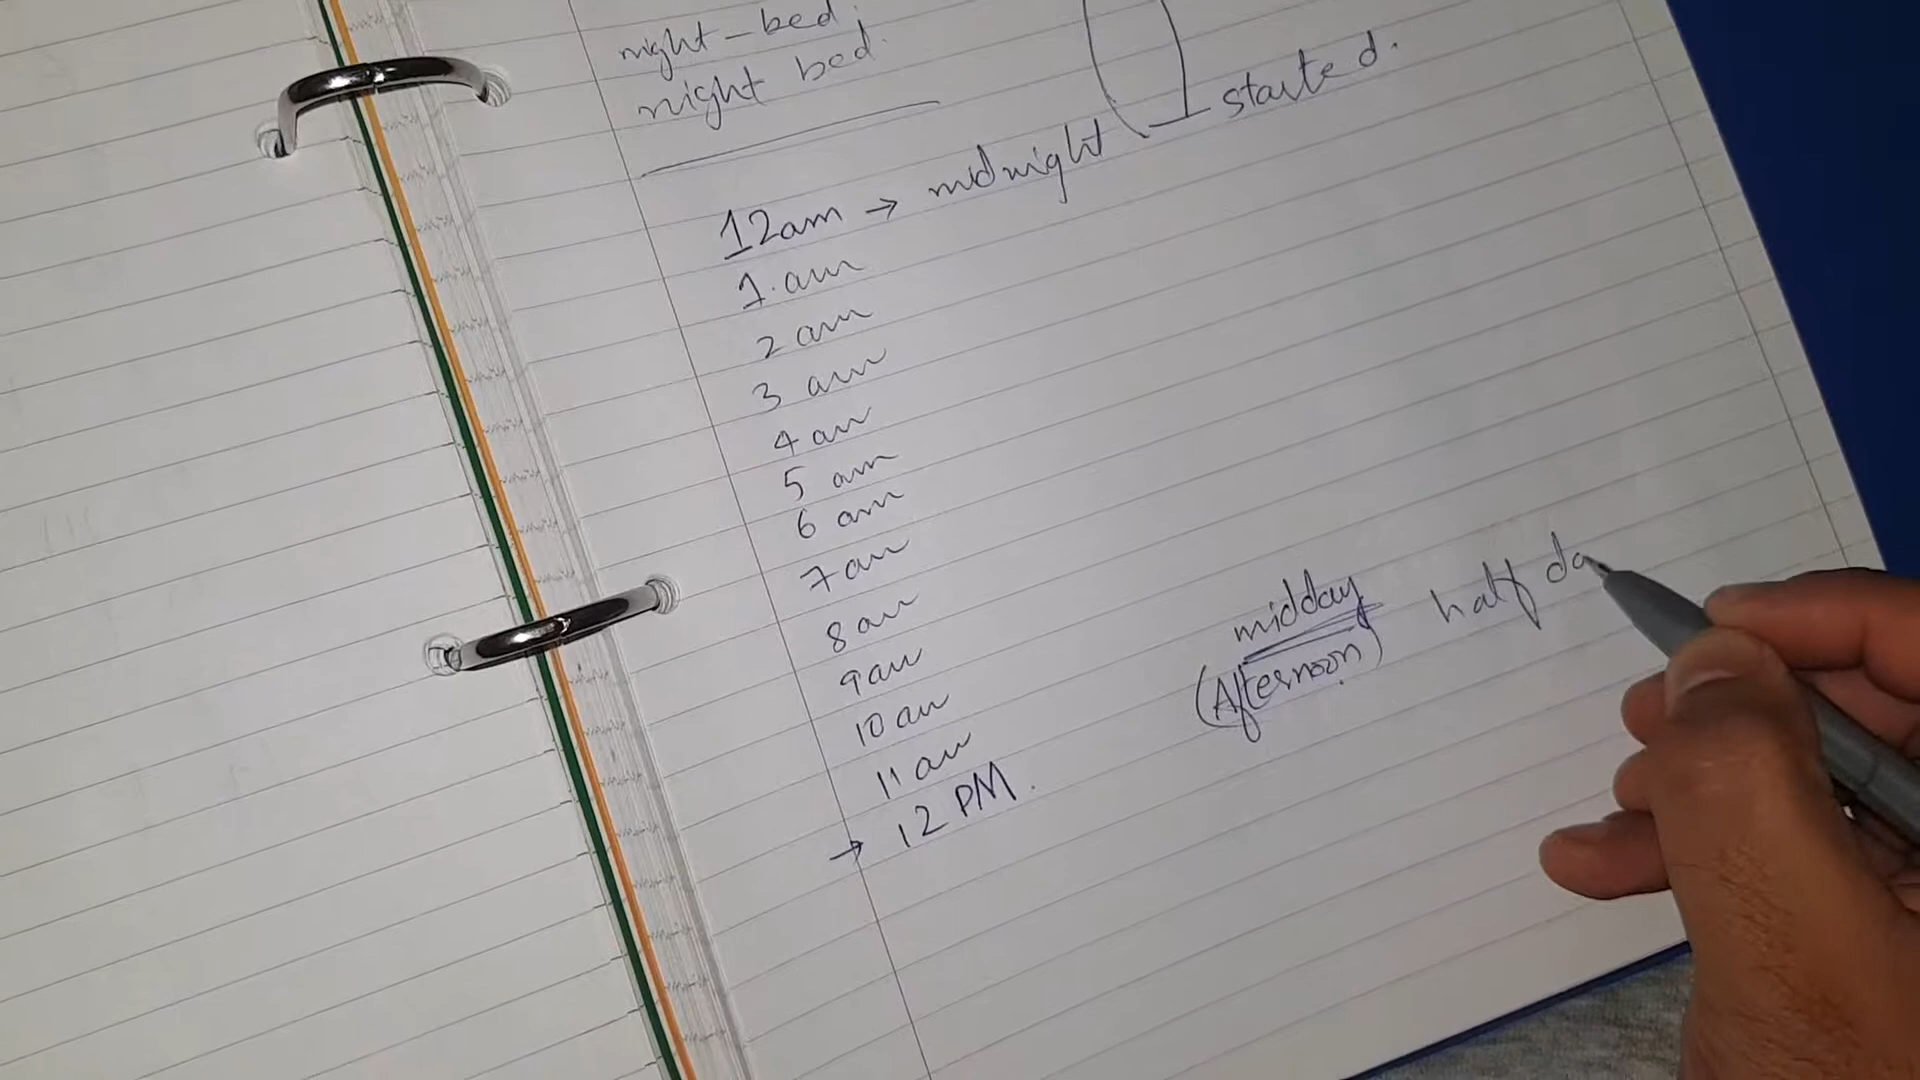 night-bed.
night bed.
started.
12am → midnight
1. am
2 am
3 am
4 am
5 am
6 am
7 am
8 am
9 am
10 am
11 am
→ 12 PM.
midday half da
(Afternoon)